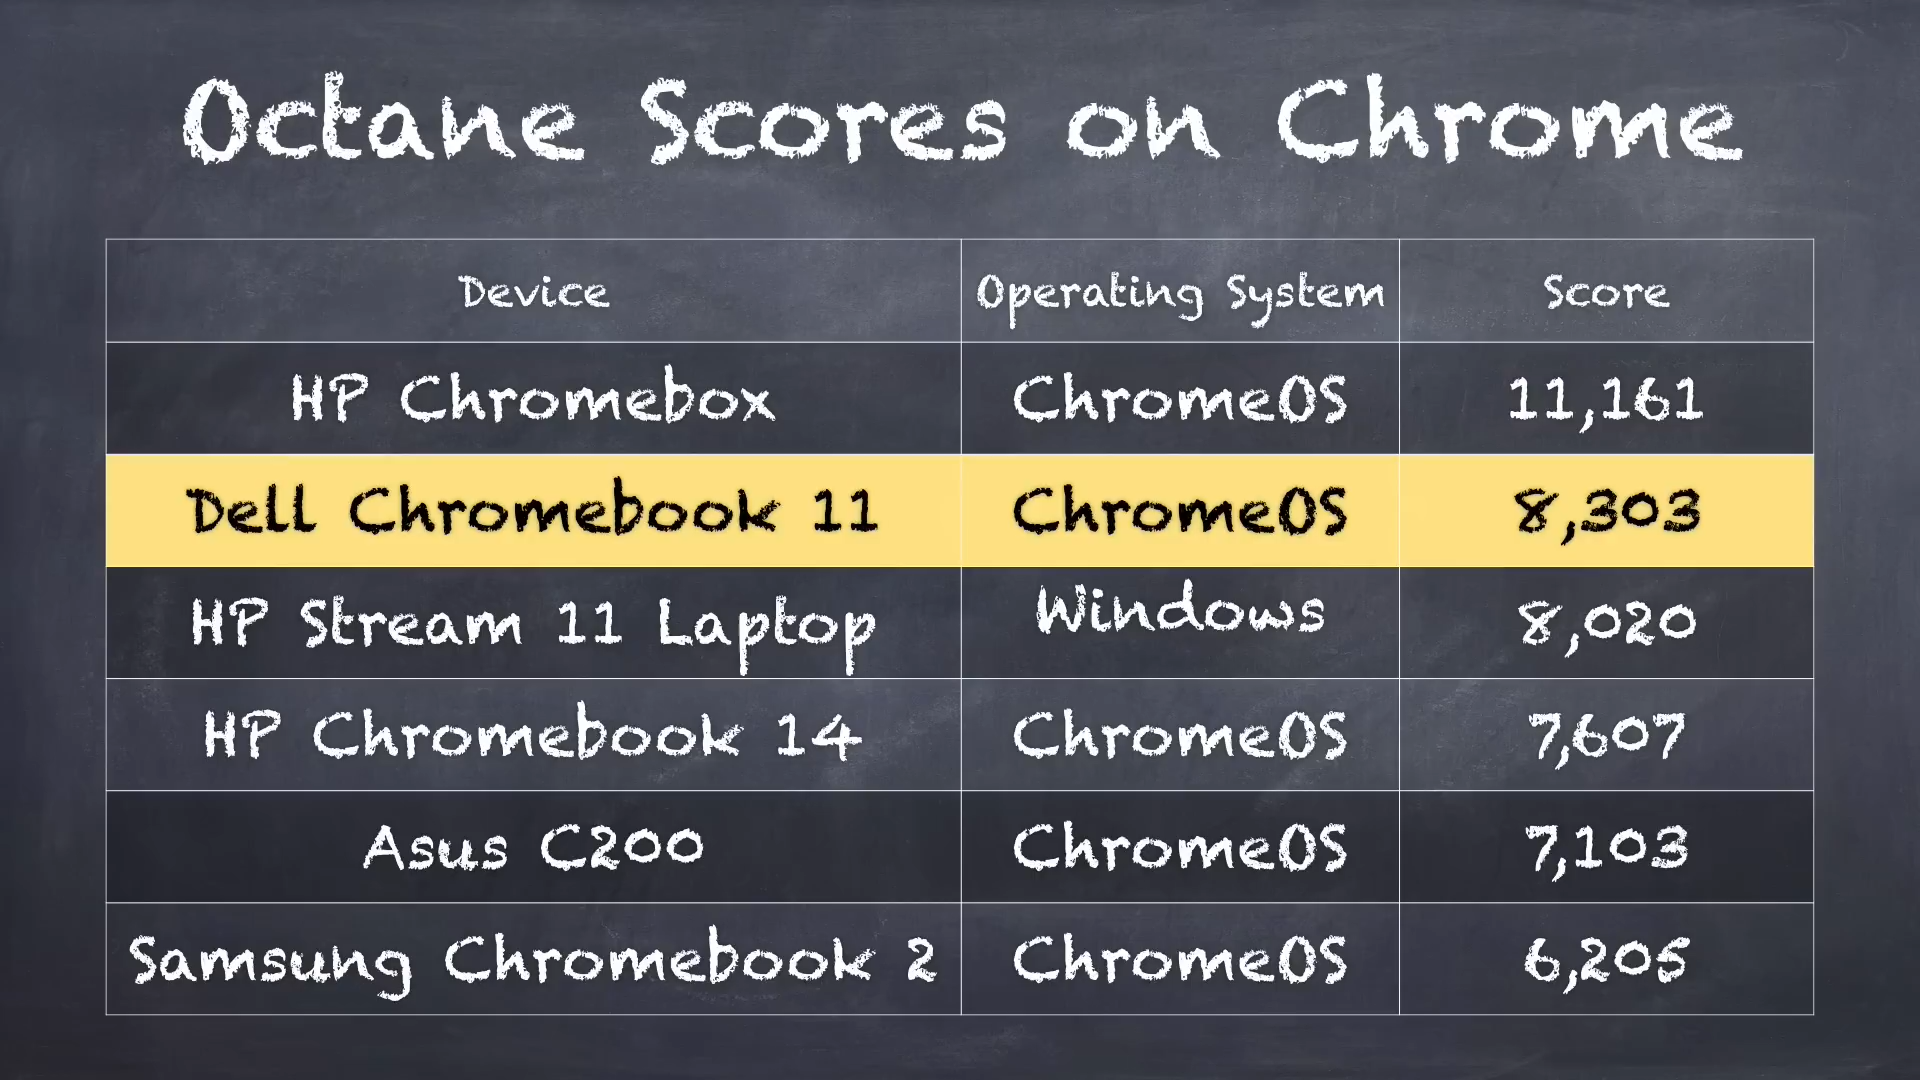 Octane Scores on Chrome
Device Operating System Score
HP Chromebox ChromeOS 11,161
Dell Chromebook 11 ChromeOS 8,303
HP Stream 11 Laptop Windows 8,020
HP Chromebook 14 ChromeOS 7,607
Asus C200 ChromeOS 7,103
Samsung Chromebook 2 ChromeOS 6,205